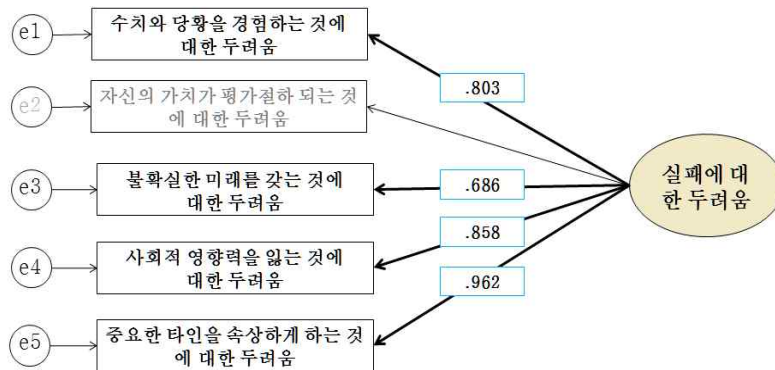 e1
수치와 당황을 경험하는 것에
대한 두려움
.803
e2
자신의 가치가 평가절하 되는 것
에 대한 두려움
e3
불확실한 미래를 갖는 것에
대한 두려움
.686
실패에 대
한 두려움
e4
사회적 영향력을 잃는 것에
대한 두려움
.858
e5
중요한 타인을 속상하게 하는 것
에 대한 두려움
.962